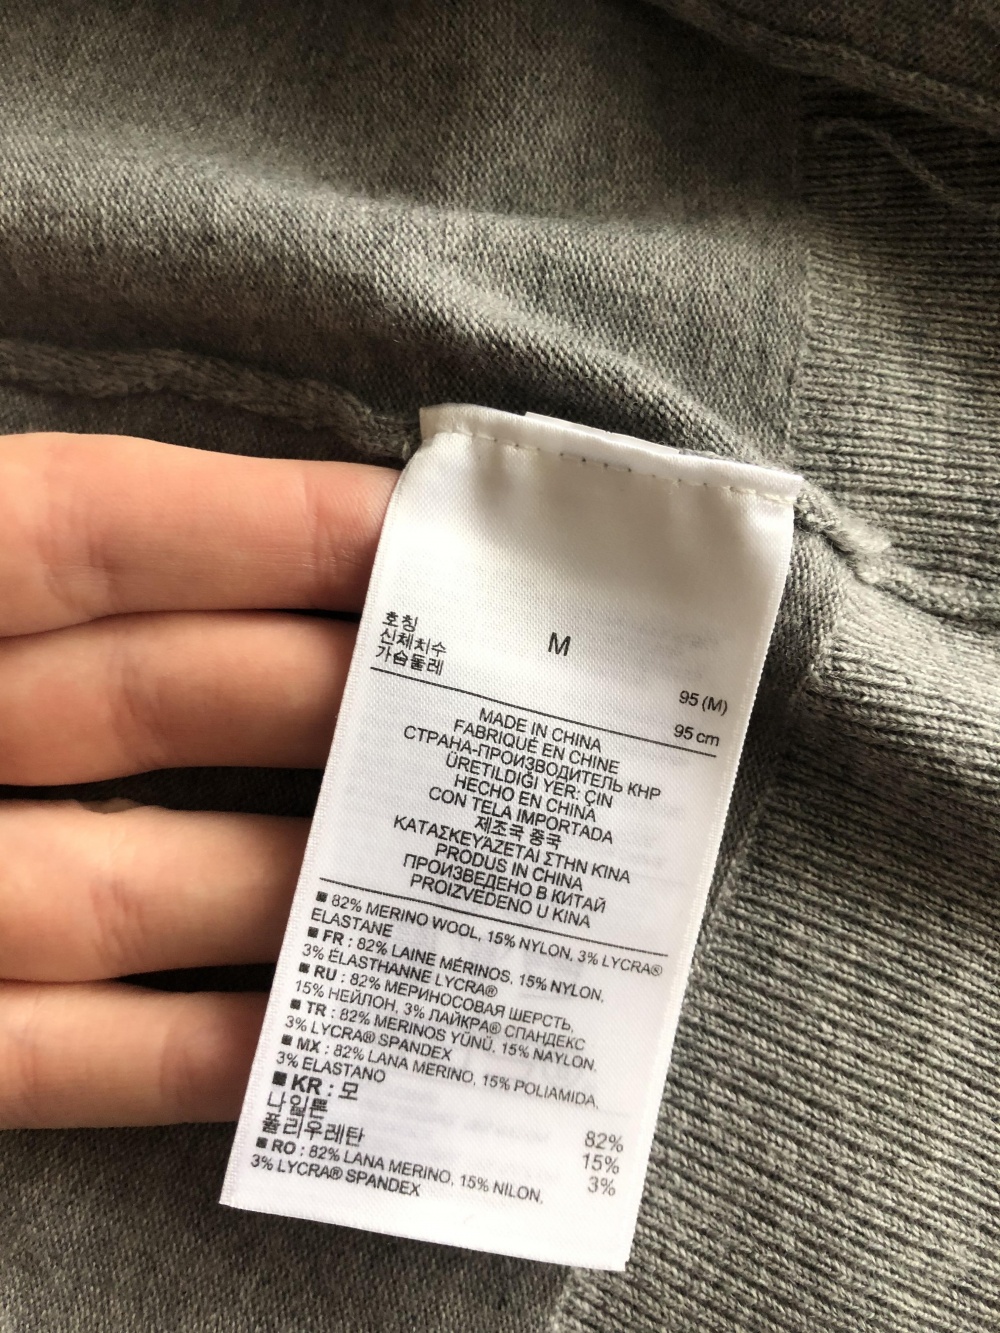 호칭
M
신체치수
95 (M)
가슴둘레
95 cm
MADE IN CHINA
FABRIQUÉ EN CHINE
СТРАНА-ПРОИЗВОДИТЕЛЬ КНР
ÜRETILDIĞI YER: ÇIN
HECHO EN CHINA
CON TELA IMPORTADA
제조국 중국
ΚΑΤΑΣΚΕΥΆΖΕΤΑΙ ΣΤΗΝ ΚΊΝΑ
PRODUS IN CHINA
ПРОИЗВЕДЕНО В КИТАЙ
PROIZVEDENO U KINA
■ 82% MERINO WOOL, 15% NYLON, 3% LYCRA®
ELASTANE
■ FR : 82% LAINE MÉRINOS, 15% NYLON,
3% ÉLASTHANNE LYCRA®
■ RU : 82% МЕРИНОСОВАЯ ШЕРСТЬ,
15% НЕЙЛОН, 3% ЛАЙКРА® СПАНДЕКС
■ TR : 82% MERINOS YÜNÜ, 15% NAYLON,
3% LYCRA® SPANDEX
■ MX : 82% LANA MERINO, 15% POLIAMIDA,
3% ELASTANO
■ KR : 모 82%
나일론 15%
폴리우레탄 3%
■ RO : 82% LANA MERINO, 15% NILON,
3% LYCRA® SPANDEX